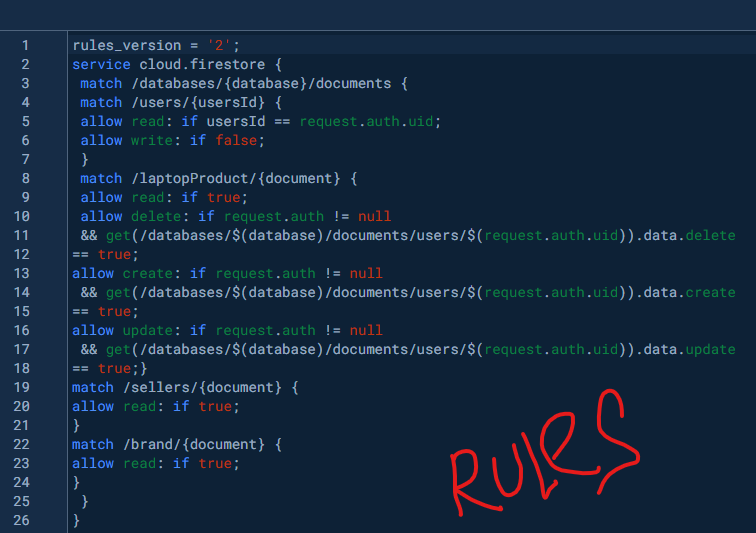 1 rules_version = '2';
2 service cloud.firestore {
3 match /databases/{database}/documents {
4 match /users/{usersId} {
5 allow read: if usersId == request.auth.uid;
6 allow write: if false;
7 }
8 match /laptopProduct/{document} {
9 allow read: if true;
10 allow delete: if request.auth != null
11 && get(/databases/$(database)/documents/users/$(request.auth.uid)).data.delete
12 == true;
13 allow create: if request.auth != null
14 && get(/databases/$(database)/documents/users/$(request.auth.uid)).data.create
15 == true;
16 allow update: if request.auth != null
17 && get(/databases/$(database)/documents/users/$(request.auth.uid)).data.update
18 == true;}
19 match /sellers/{document} {
20 allow read: if true;
21 }
22 match /brand/{document} {
23 allow read: if true;
24 }
25 }
26 }
RULES